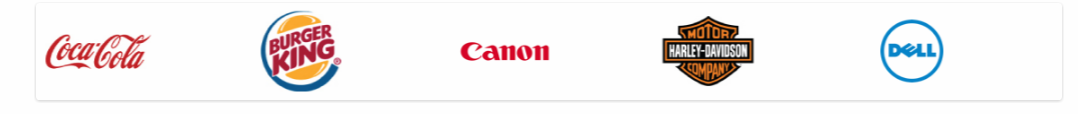 Coca-Cola
BURGER
KING
®
Canon
MOTOR
HARLEY-DAVIDSON
COMPANY
DELL